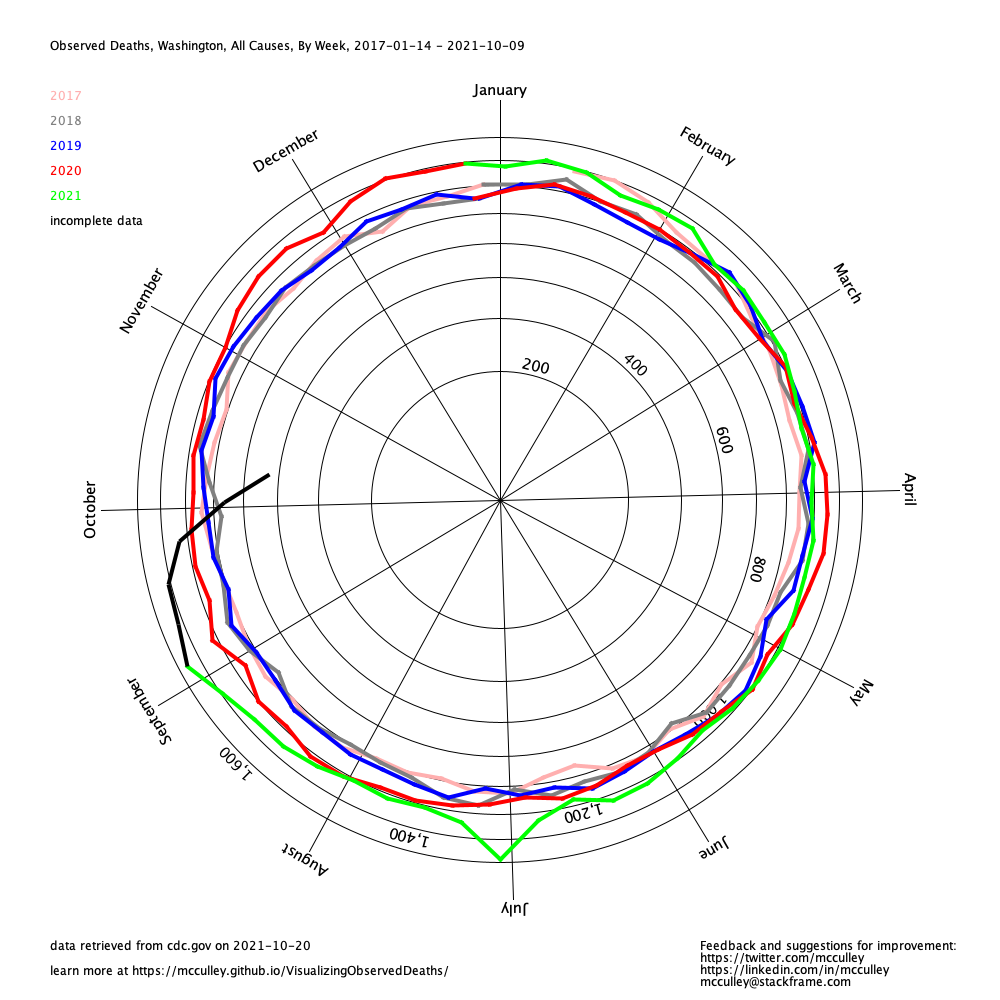 Observed Deaths, Washington, All Causes, By Week, 2017-01-14 - 2021-10-09
2017
2018
2019
2020
2021
incomplete data
January
February
March
April
May
June
July
August
September
October
November
December
200
400
600
800
1,200
1,400
1,600
data retrieved from cdc.gov on 2021-10-20
learn more at https://mcculley.github.io/VisualizingObservedDeaths/
Feedback and suggestions for improvement:
https://twitter.com/mcculley
https://linkedin.com/in/mcculley
mcculley@stackframe.com